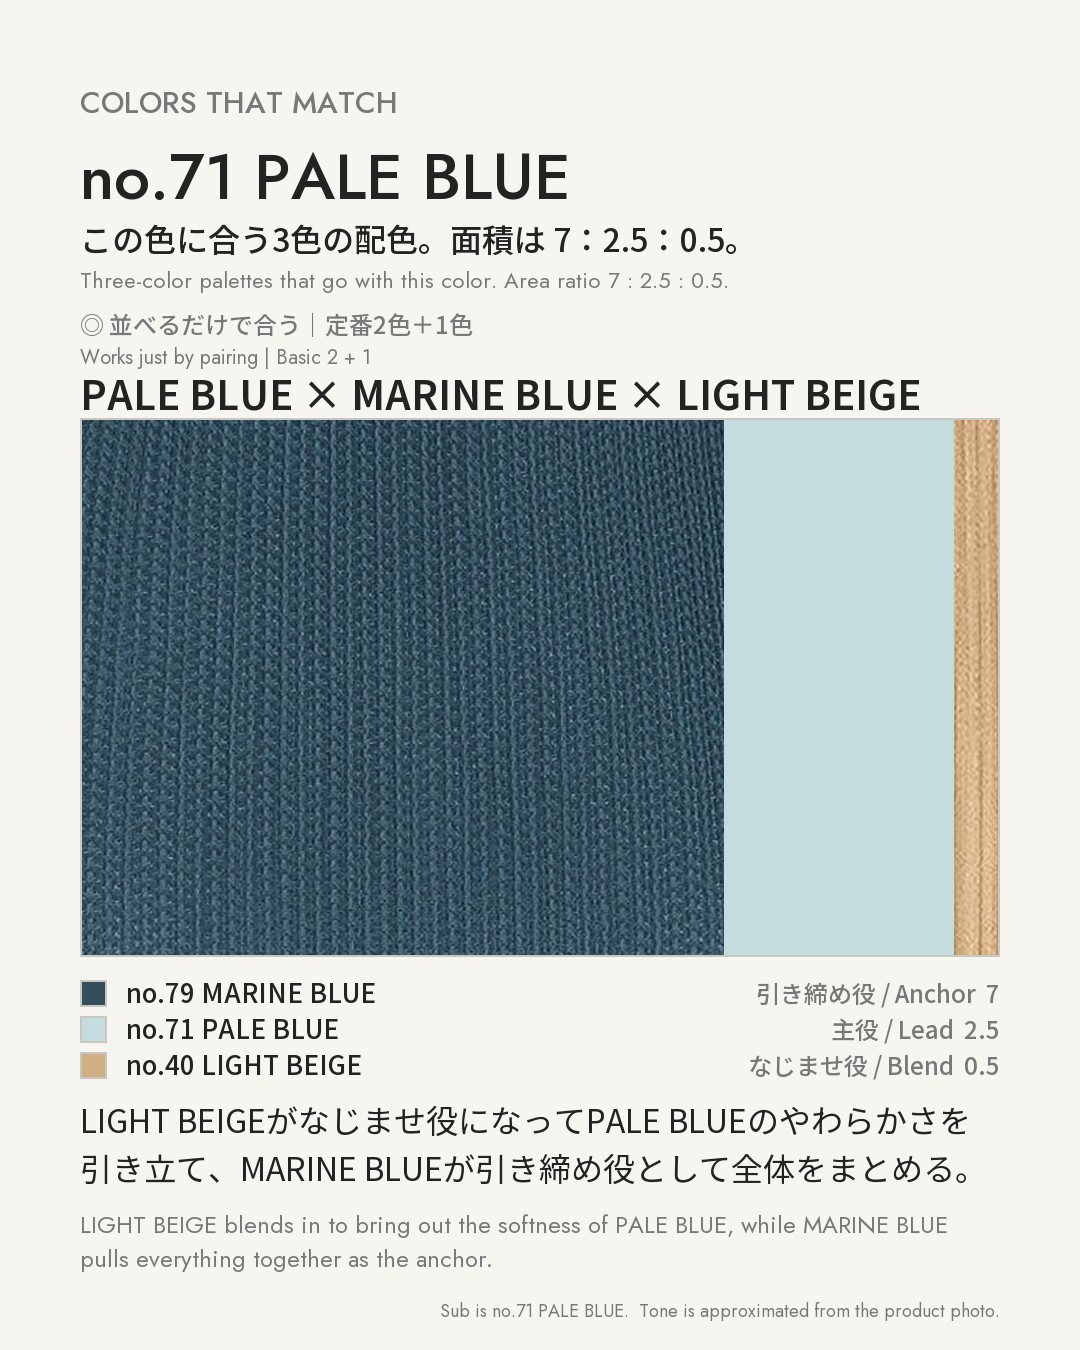 COLORS THAT MATCH
no.71 PALE BLUE
この色に合う3色の配色。面積は 7：2.5：0.5。
Three-color palettes that go with this color. Area ratio 7 : 2.5 : 0.5.
◎ 並べるだけで合う｜定番2色＋1色
Works just by pairing | Basic 2 + 1
PALE BLUE × MARINE BLUE × LIGHT BEIGE
no.79 MARINE BLUE 引き締め役 / Anchor 7
no.71 PALE BLUE 主役 / Lead 2.5
no.40 LIGHT BEIGE なじませ役 / Blend 0.5
LIGHT BEIGEがなじませ役になってPALE BLUEのやわらかさを
引き立て、MARINE BLUEが引き締め役として全体をまとめる。
LIGHT BEIGE blends in to bring out the softness of PALE BLUE, while MARINE BLUE
pulls everything together as the anchor.
Sub is no.71 PALE BLUE. Tone is approximated from the product photo.